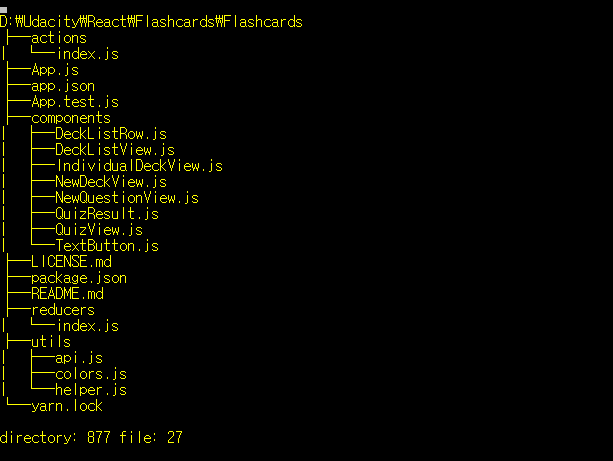 D:₩Udacity₩React₩Flashcards₩Flashcards
├──actions
│  └──index.js
├──App.js
├──app.json
├──App.test.js
├──components
│  ├──DeckListRow.js
│  ├──DeckListView.js
│  ├──IndividualDeckView.js
│  ├──NewDeckView.js
│  ├──NewQuestionView.js
│  ├──QuizResult.js
│  ├──QuizView.js
│  └──TextButton.js
├──LICENSE.md
├──package.json
├──README.md
├──reducers
│  └──index.js
├──utils
│  ├──api.js
│  ├──colors.js
│  └──helper.js
└──yarn.lock
directory: 877 file: 27